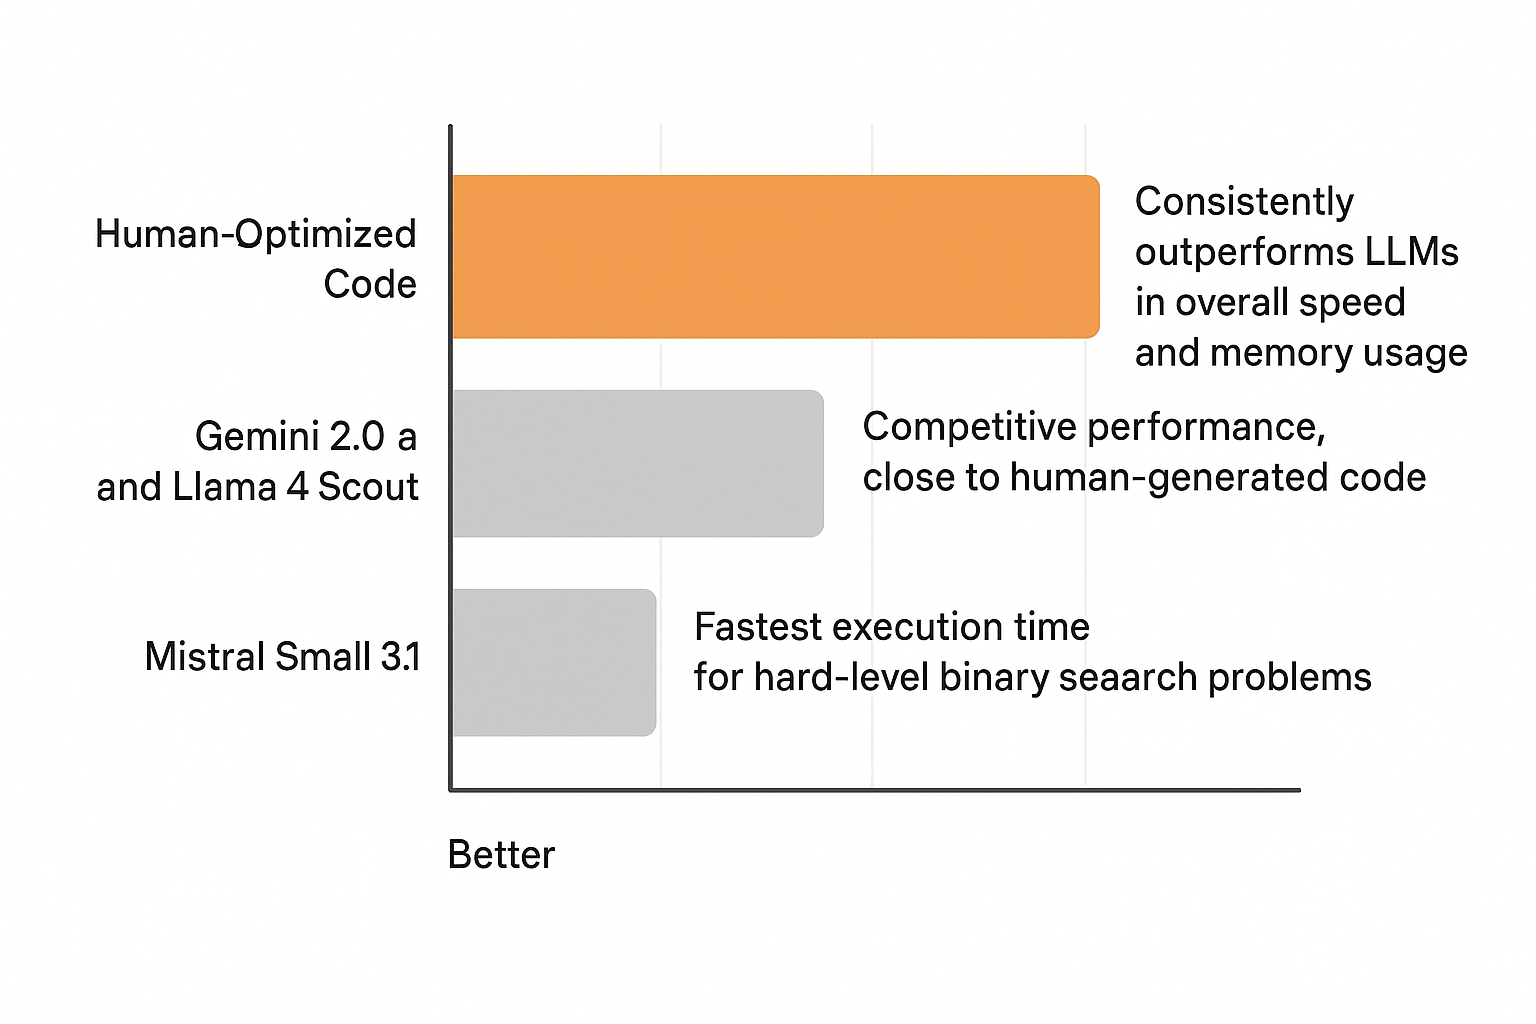 Human-Optimized
Code
Consistently
outperforms LLMs
in overall speed
and memory usage
Gemini 2.0 a
and Llama 4 Scout
Competitive performance,
close to human-generated code
Mistral Small 3.1
Fastest execution time
for hard-level binary seaarch problems
Better